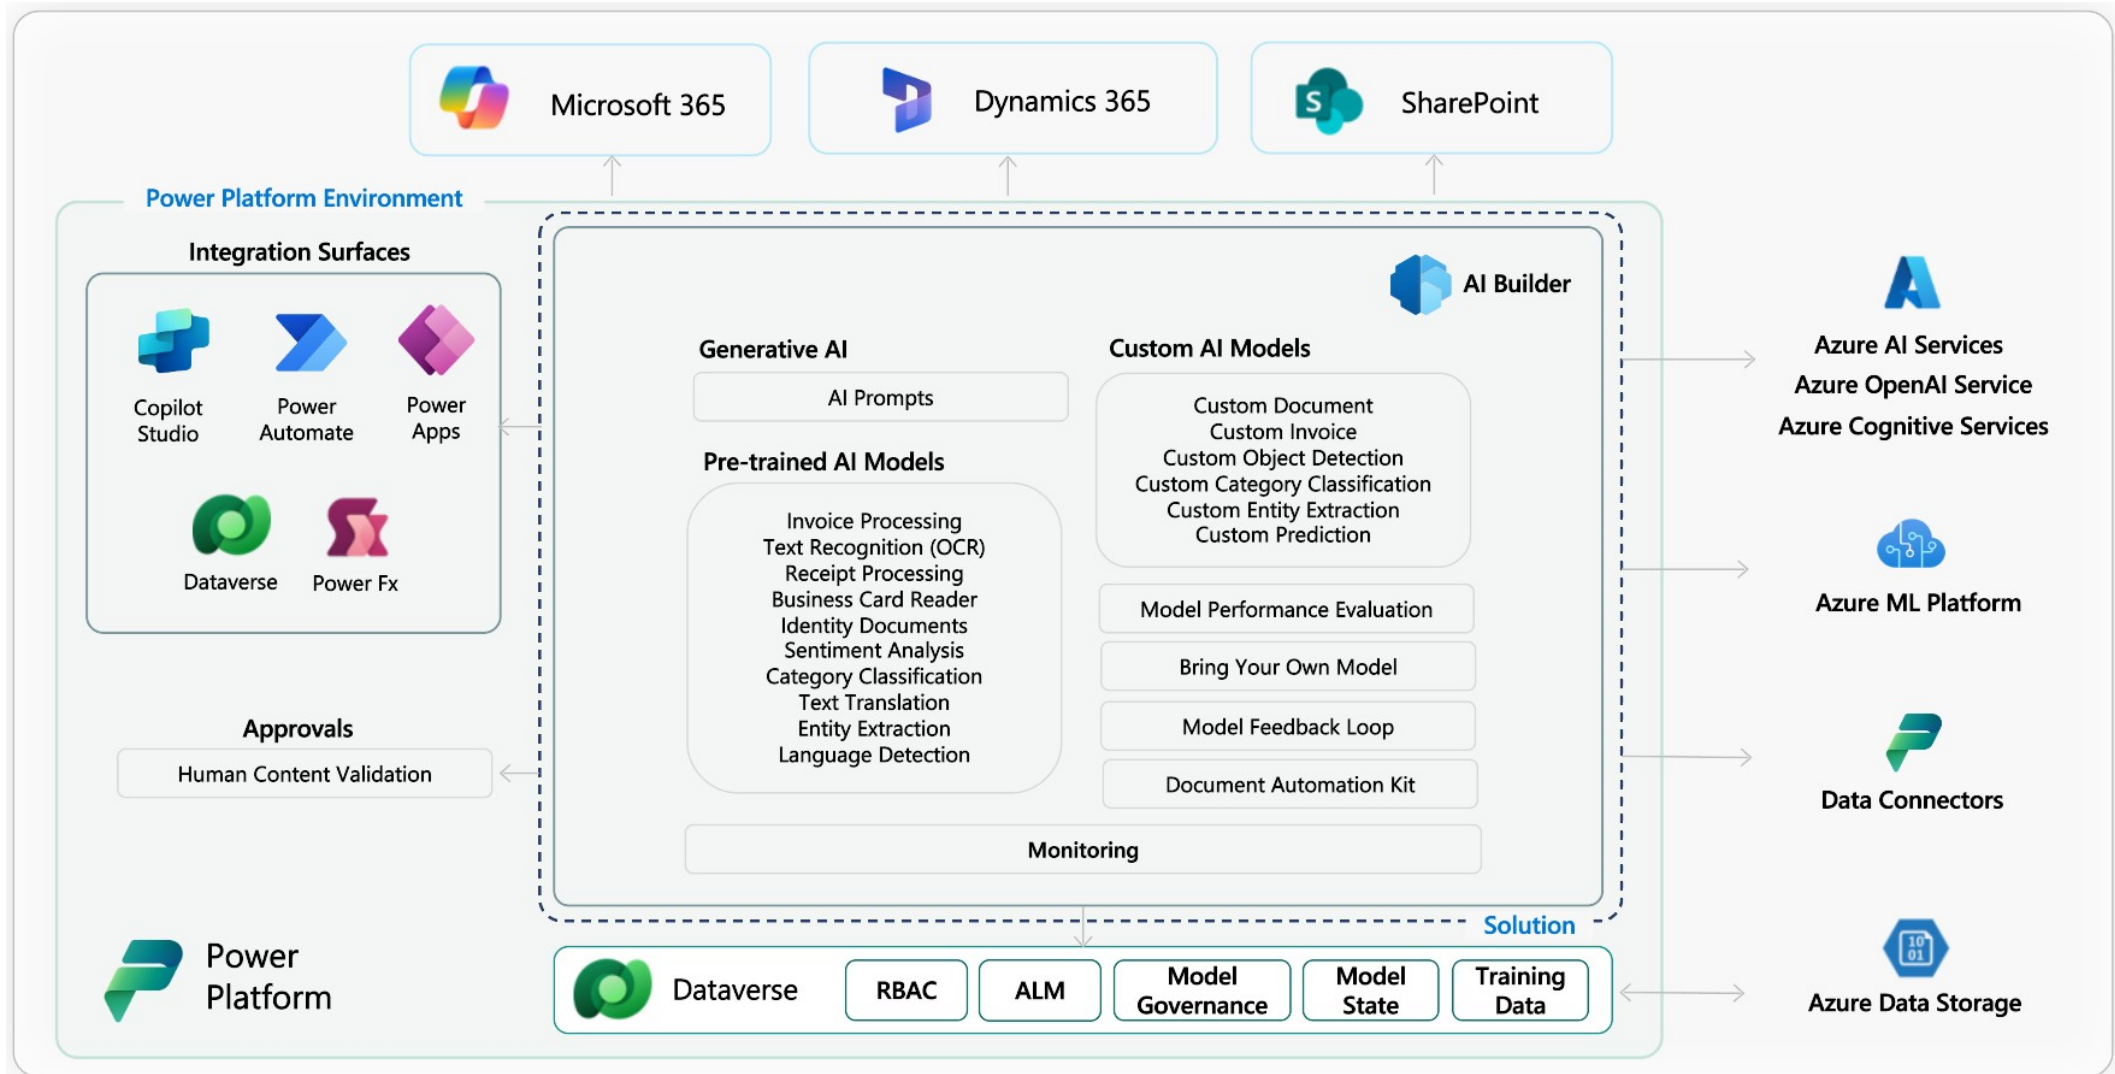 Microsoft 365
Dynamics 365
S
SharePoint
Power Platform Environment
Integration Surfaces
Copilot
Studio
Power
Automate
Power
Apps
Dataverse
Power Fx
Approvals
Human Content Validation
Power
Platform
AI Builder
Generative AI
AI Prompts
Pre-trained AI Models
Invoice Processing
Text Recognition (OCR)
Receipt Processing
Business Card Reader
Identity Documents
Sentiment Analysis
Category Classification
Text Translation
Entity Extraction
Language Detection
Custom AI Models
Custom Document
Custom Invoice
Custom Object Detection
Custom Category Classification
Custom Entity Extraction
Custom Prediction
Model Performance Evaluation
Bring Your Own Model
Model Feedback Loop
Document Automation Kit
Monitoring
Solution
Dataverse
RBAC
ALM
Model
Governance
Model
State
Training
Data
Azure AI Services
Azure OpenAI Service
Azure Cognitive Services
Azure ML Platform
Data Connectors
10
01
Azure Data Storage